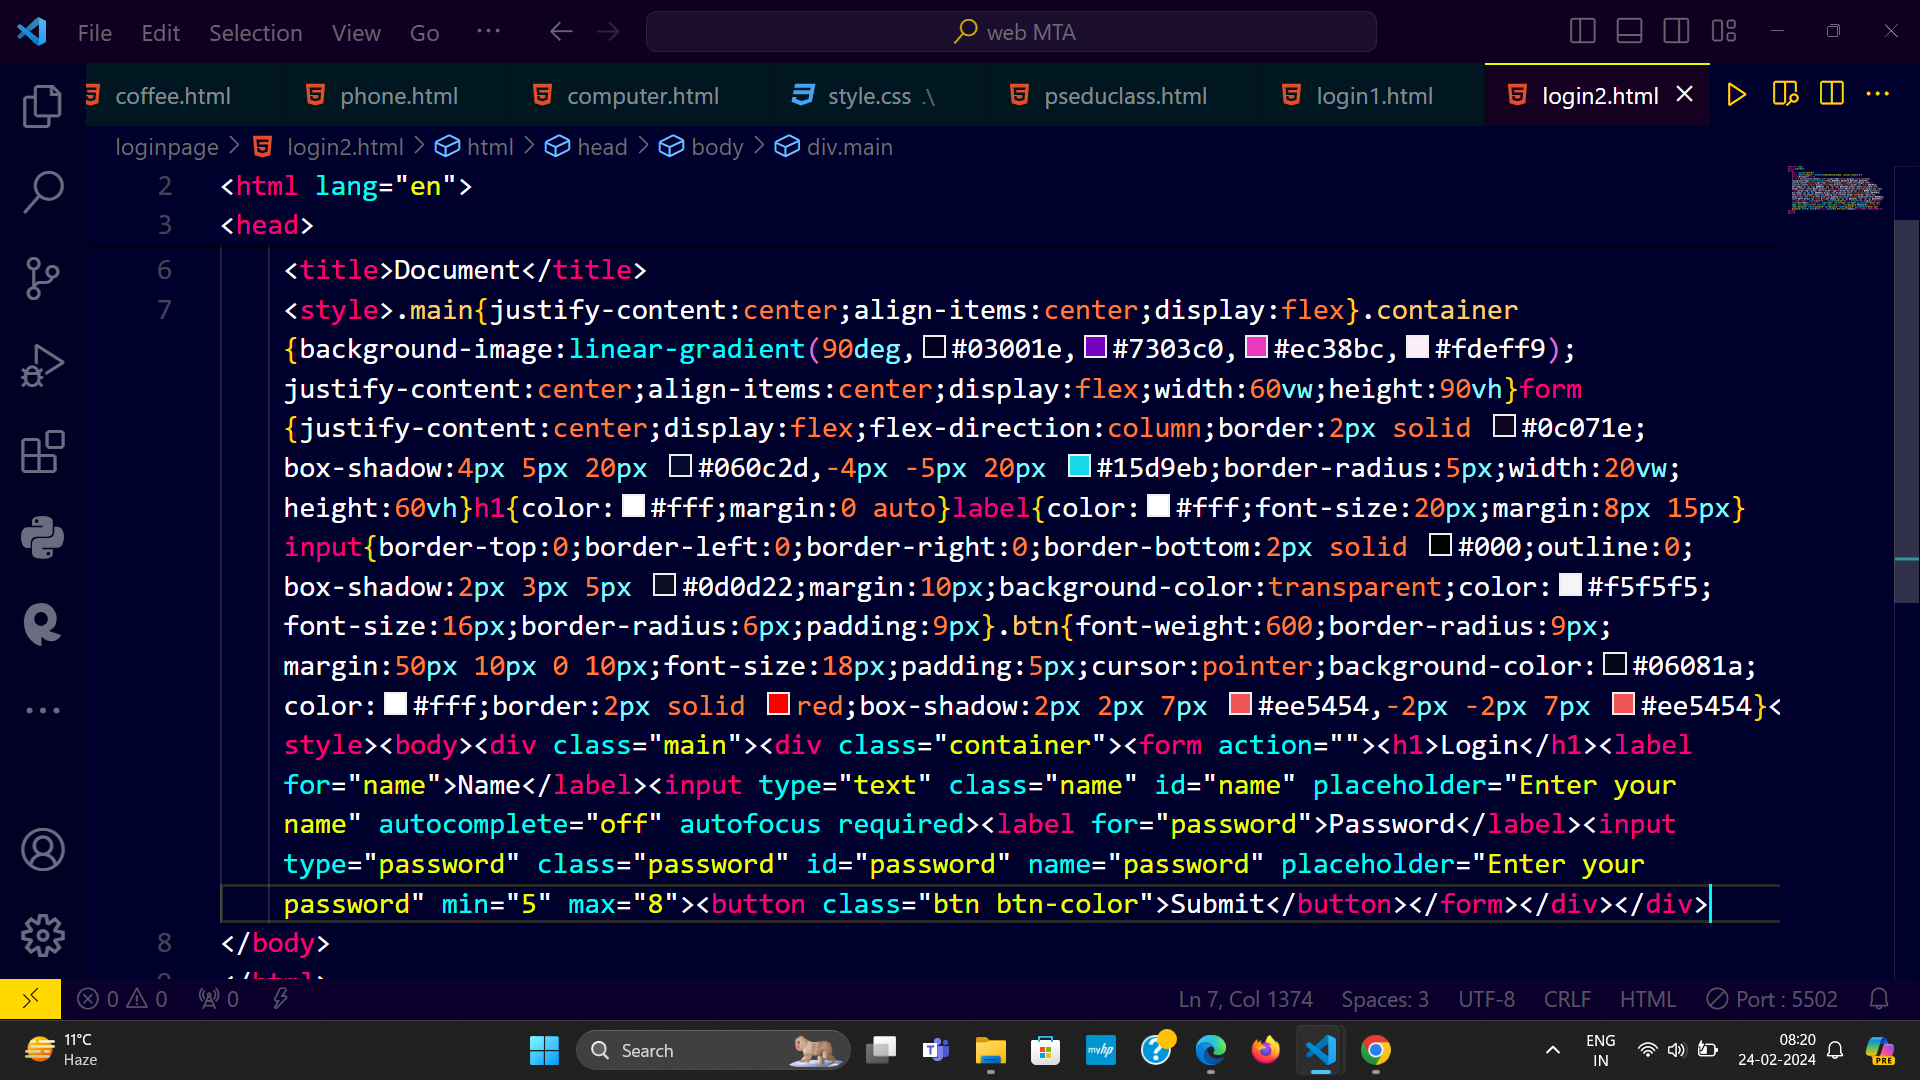 File Edit Selection View Go ··· web MTA
coffee.html phone.html computer.html style.css .\ pseduclass.html login1.html login2.html
loginpage > login2.html > html > head > body > div.main
2 <html lang="en">
3 <head>
6 <title>Document</title>
7 <style>.main{justify-content:center;align-items:center;display:flex}.container
{background-image:linear-gradient(90deg,#03001e,#7303c0,#ec38bc,#fdeff9);
justify-content:center;align-items:center;display:flex;width:60vw;height:90vh}form
{justify-content:center;display:flex;flex-direction:column;border:2px solid #0c071e;
box-shadow:4px 5px 20px #060c2d,-4px -5px 20px #15d9eb;border-radius:5px;width:20vw;
height:60vh}h1{color:#fff;margin:0 auto}label{color:#fff;font-size:20px;margin:8px 15px}
input{border-top:0;border-left:0;border-right:0;border-bottom:2px solid #000;outline:0;
box-shadow:2px 3px 5px #0d0d22;margin:10px;background-color:transparent;color:#f5f5f5;
font-size:16px;border-radius:6px;padding:9px}.btn{font-weight:600;border-radius:9px;
margin:50px 10px 0 10px;font-size:18px;padding:5px;cursor:pointer;background-color:#06081a;
color:#fff;border:2px solid red;box-shadow:2px 2px 7px #ee5454,-2px -2px 7px #ee5454}<
style><body><div class="main"><div class="container"><form action=""><h1>Login</h1><label
for="name">Name</label><input type="text" class="name" id="name" placeholder="Enter your
name" autocomplete="off" autofocus required><label for="password">Password</label><input
type="password" class="password" id="password" name="password" placeholder="Enter your
password" min="5" max="8"><button class="btn btn-color">Submit</button></form></div></div>
8 </body>
9 </html>
0 0 0 Ln 7, Col 1374 Spaces: 3 UTF-8 CRLF HTML Port : 5502
11°C
Haze
Search
myhp
ENG
IN
08:20
24-02-2024
PRE